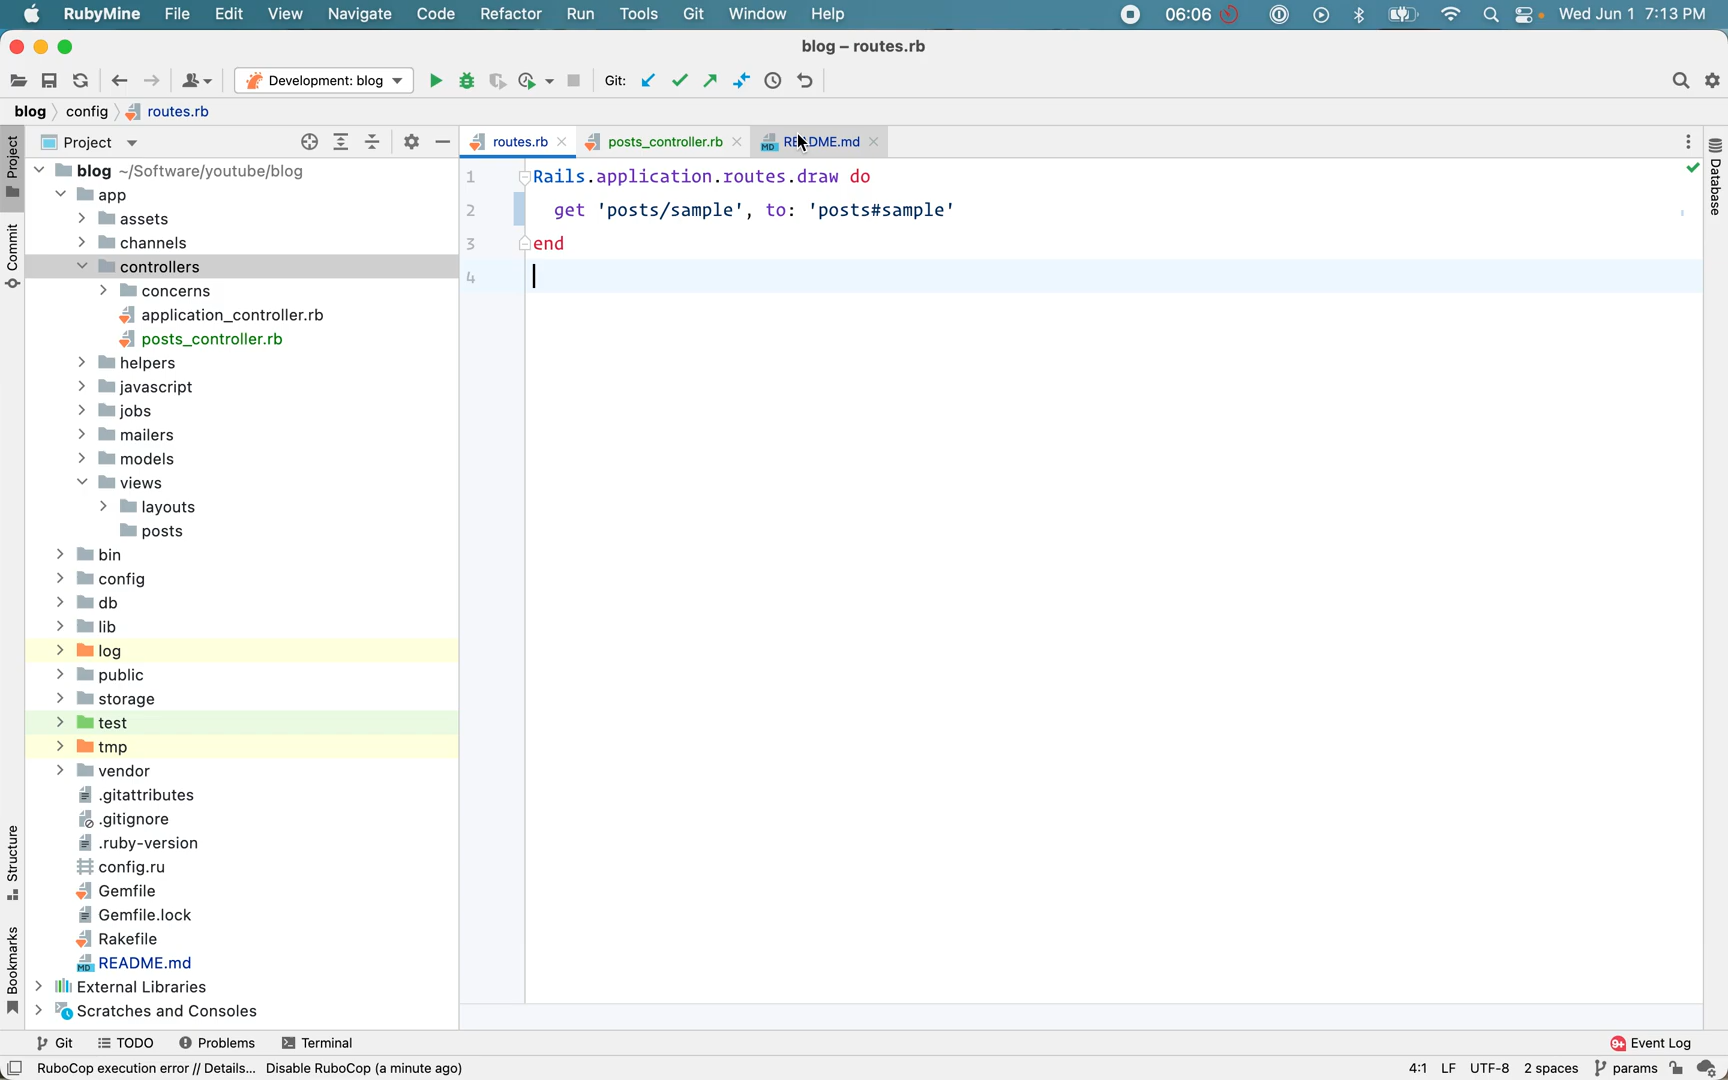 RubyMine File Edit View Navigate Code Refactor Run Tools Git Window Help 06:06 Wed Jun 1 7:13 PM
blog – routes.rb
Development: blog Git:
blog config routes.rb
Project routes.rb posts_controller.rb README.md
Project
Commit
Structure
Bookmarks
Database
blog ~/Software/youtube/blog
app
assets
channels
controllers
concerns
application_controller.rb
posts_controller.rb
helpers
javascript
jobs
mailers
models
views
layouts
posts
bin
config
db
lib
log
public
storage
test
tmp
vendor
.gitattributes
.gitignore
.ruby-version
config.ru
Gemfile
Gemfile.lock
Rakefile
MD README.md
External Libraries
Scratches and Consoles
1 Rails.application.routes.draw do
2 get 'posts/sample', to: 'posts#sample'
3 end
4
Git TODO Problems Terminal 9+ Event Log
RuboCop execution error // Details... Disable RuboCop (a minute ago) 4:1 LF UTF-8 2 spaces params